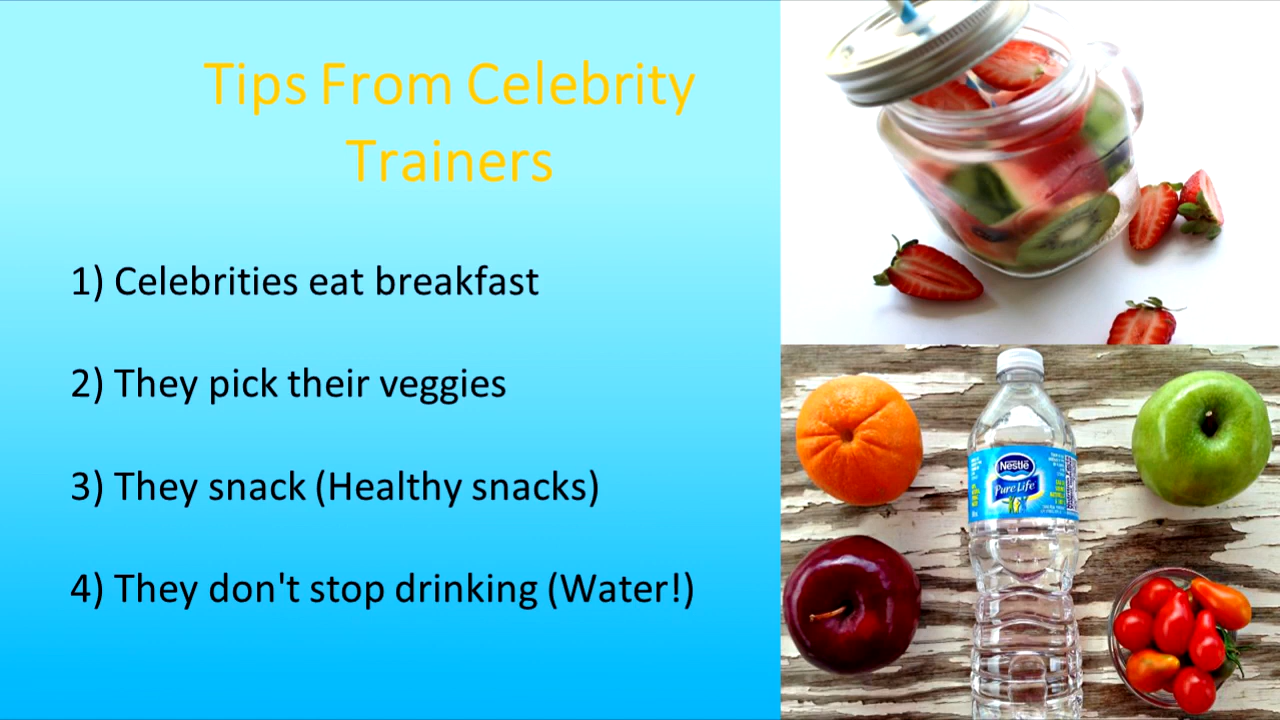 Tips From Celebrity
Trainers
1) Celebrities eat breakfast
2) They pick their veggies
3) They snack (Healthy snacks)
4) They don't stop drinking (Water!)
Nestlé
Pure Life